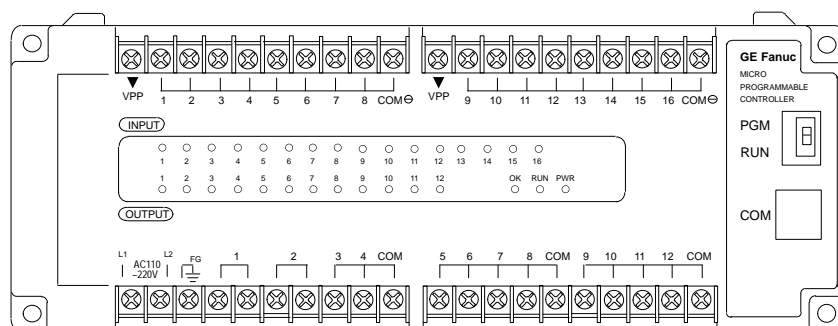 GE Fanuc
MICRO
PROGRAMMABLE
CONTROLLER
PGM
RUN
COM
VPP 1 2 3 4 5 6 7 8 COM⊖
VPP 9 10 11 12 13 14 15 16 COM⊖
INPUT
1 2 3 4 5 6 7 8 9 10 11 12 13 14 15 16
1 2 3 4 5 6 7 8 9 10 11 12 OK RUN PWR
OUTPUT
L1 AC110 L2 FG 1 2 3 4 COM
~220V
5 6 7 8 COM 9 10 11 12 COM